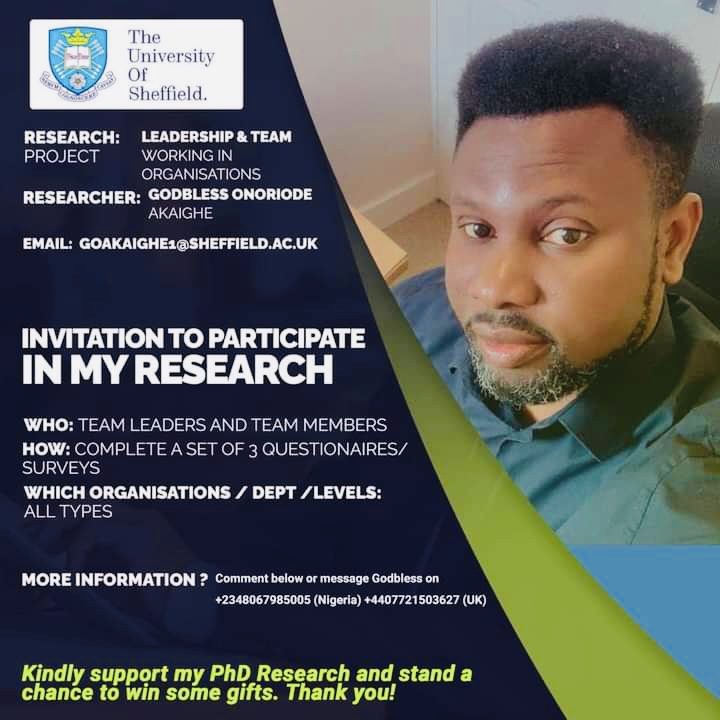 The
University
Of
Sheffield.
RESEARCH: LEADERSHIP & TEAM
PROJECT WORKING IN
ORGANISATIONS
RESEARCHER: GODBLESS ONORIODE
AKAIGHE
EMAIL: GOAKAIGHE1@SHEFFIELD.AC.UK
INVITATION TO PARTICIPATE
IN MY RESEARCH
WHO: TEAM LEADERS AND TEAM MEMBERS
HOW: COMPLETE A SET OF 3 QUESTIONAIRES/
SURVEYS
WHICH ORGANISATIONS / DEPT /LEVELS:
ALL TYPES
MORE INFORMATION ? Comment below or message Godbless on
+2348067985005 (Nigeria) +4407721503627 (UK)
Kindly support my PhD Research and stand a
chance to win some gifts. Thank you!